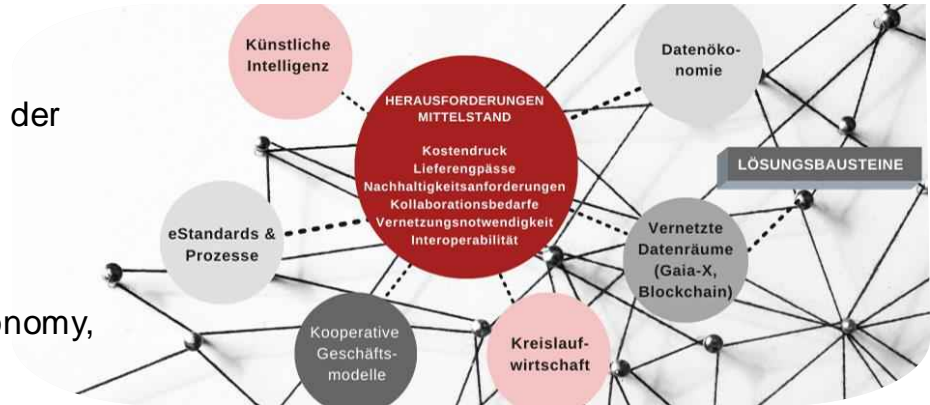 der
Künstliche
Intelligenz
Datenöko-
nomie
HERAUSFORDERUNGEN
MITTELSTAND
Kostendruck
Lieferengpässe
Nachhaltigkeitsanforderungen
Kollaborationsbedarfe
Vernetzungsnotwendigkeit
Interoperabilität
LÖSUNGSBAUSTEINE
eStandards &
Prozesse
Vernetzte
Datenräume
(Gaia-X,
Blockchain)
Kooperative
Geschäfts-
modelle
Kreislauf-
wirtschaft